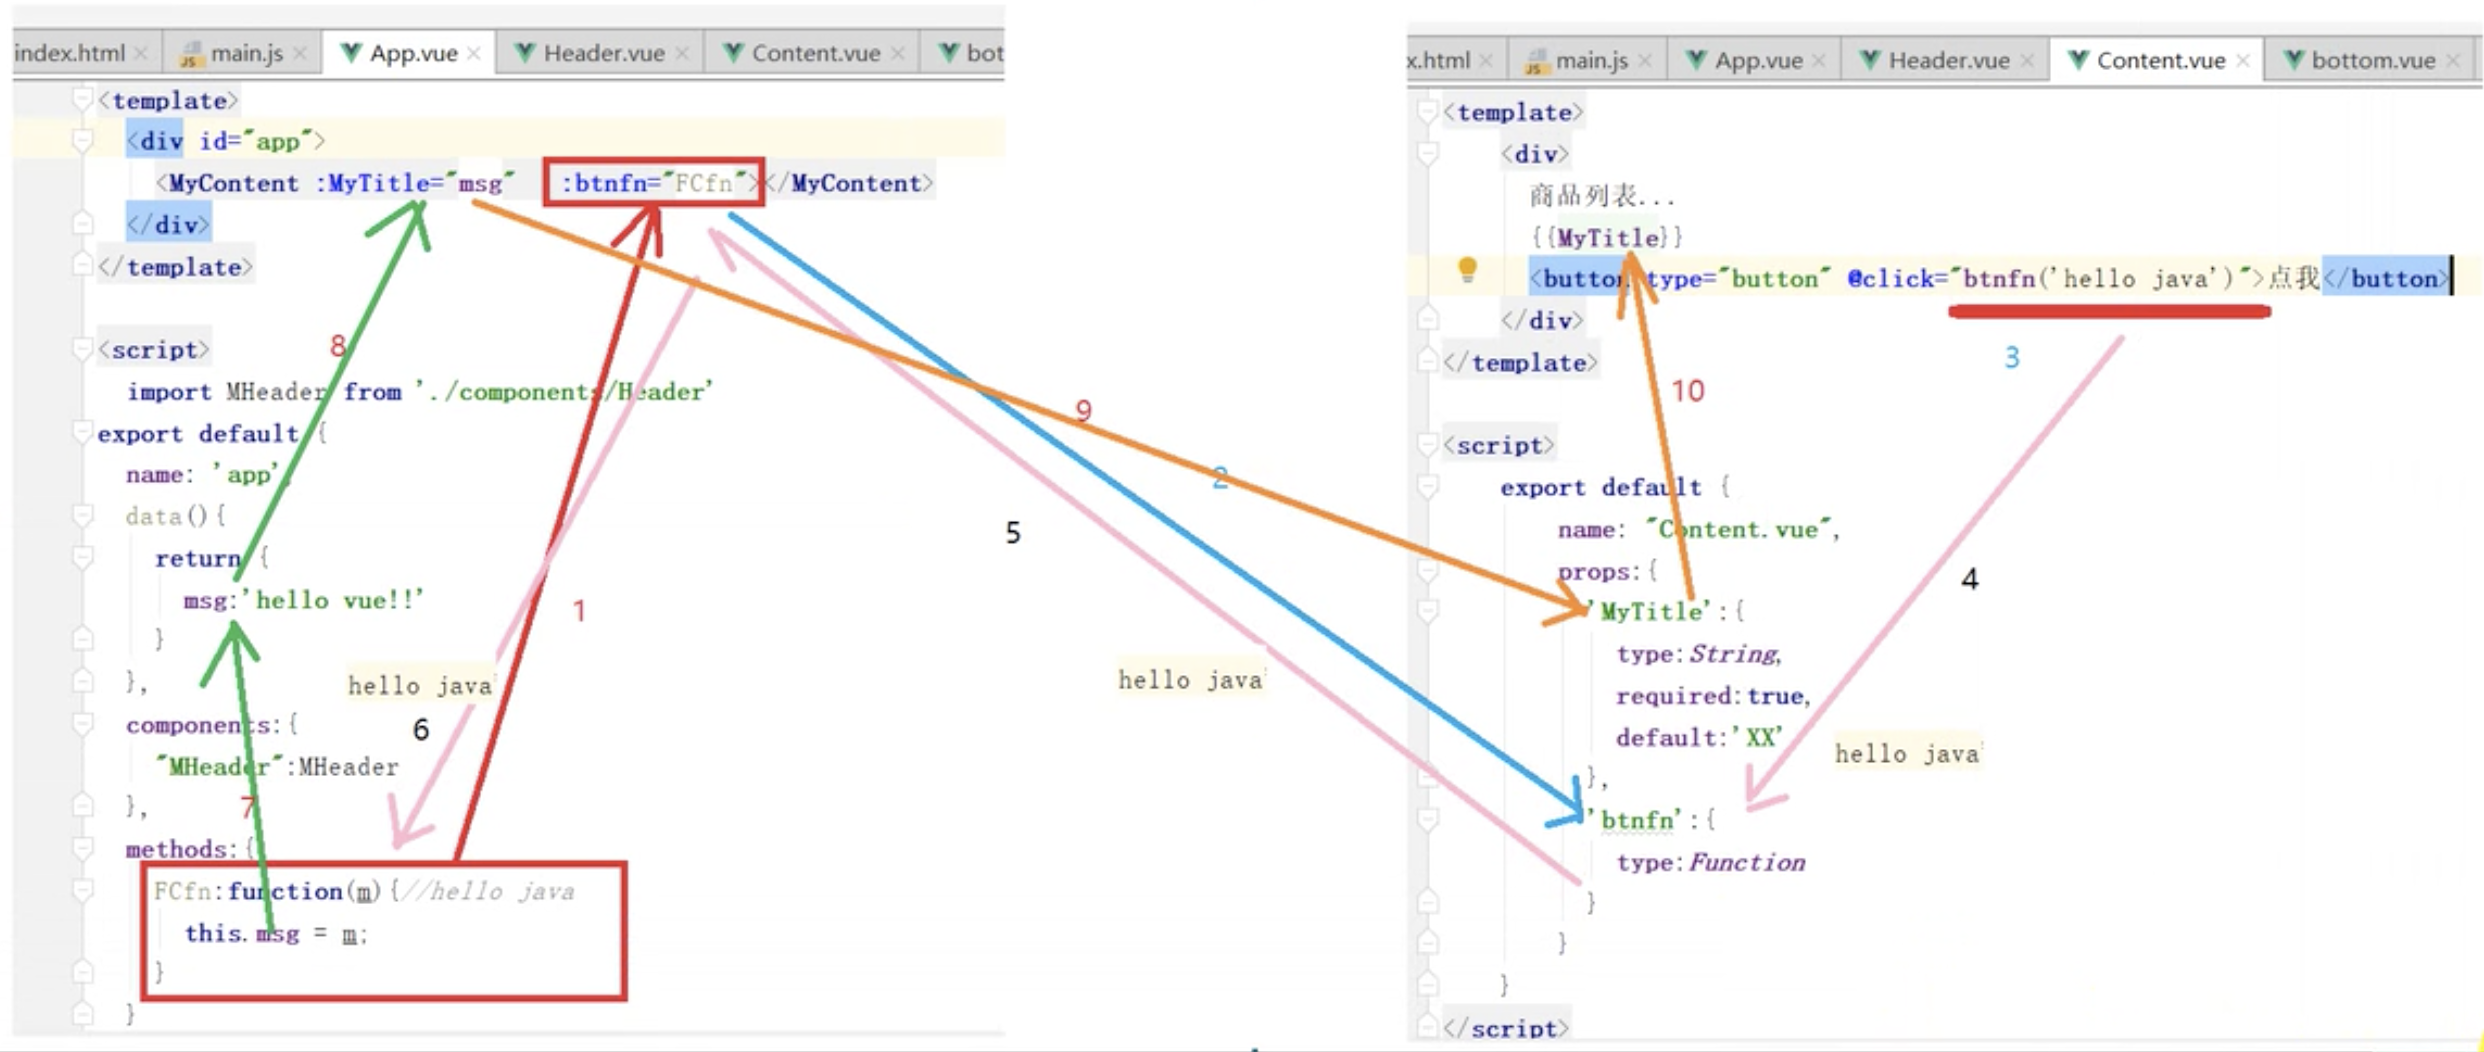 index.html main.js App.vue Header.vue Content.vue bot
<template>
<div id="app">
<MyContent :MyTitle="msg" :btnfn="FCfn"></MyContent>
</div>
</template>
<script>
8
import MHeader from './components/Header'
export default {
name: 'app',
data(){
return {
msg:'hello vue!!'
}
},
components:{
"MHeader":MHeader
},
methods:{
FCfn:function(m){//hello java
this.msg = m;
}
}
1
hello java'
6
7
9
2
5
hello java'
x.html main.js App.vue Header.vue Content.vue bottom.vue
<template>
<div>
商品列表...
{{MyTitle}}
<button type="button" @click="btnfn('hello java')">点我</button>
</div>
</template>
3
10
<script>
export default {
name: "Content.vue",
props:{
'MyTitle':{
type:String,
required:true,
default:'XX'
},
'btnfn':{
type:Function
}
}
}
</script>
4
hello java'